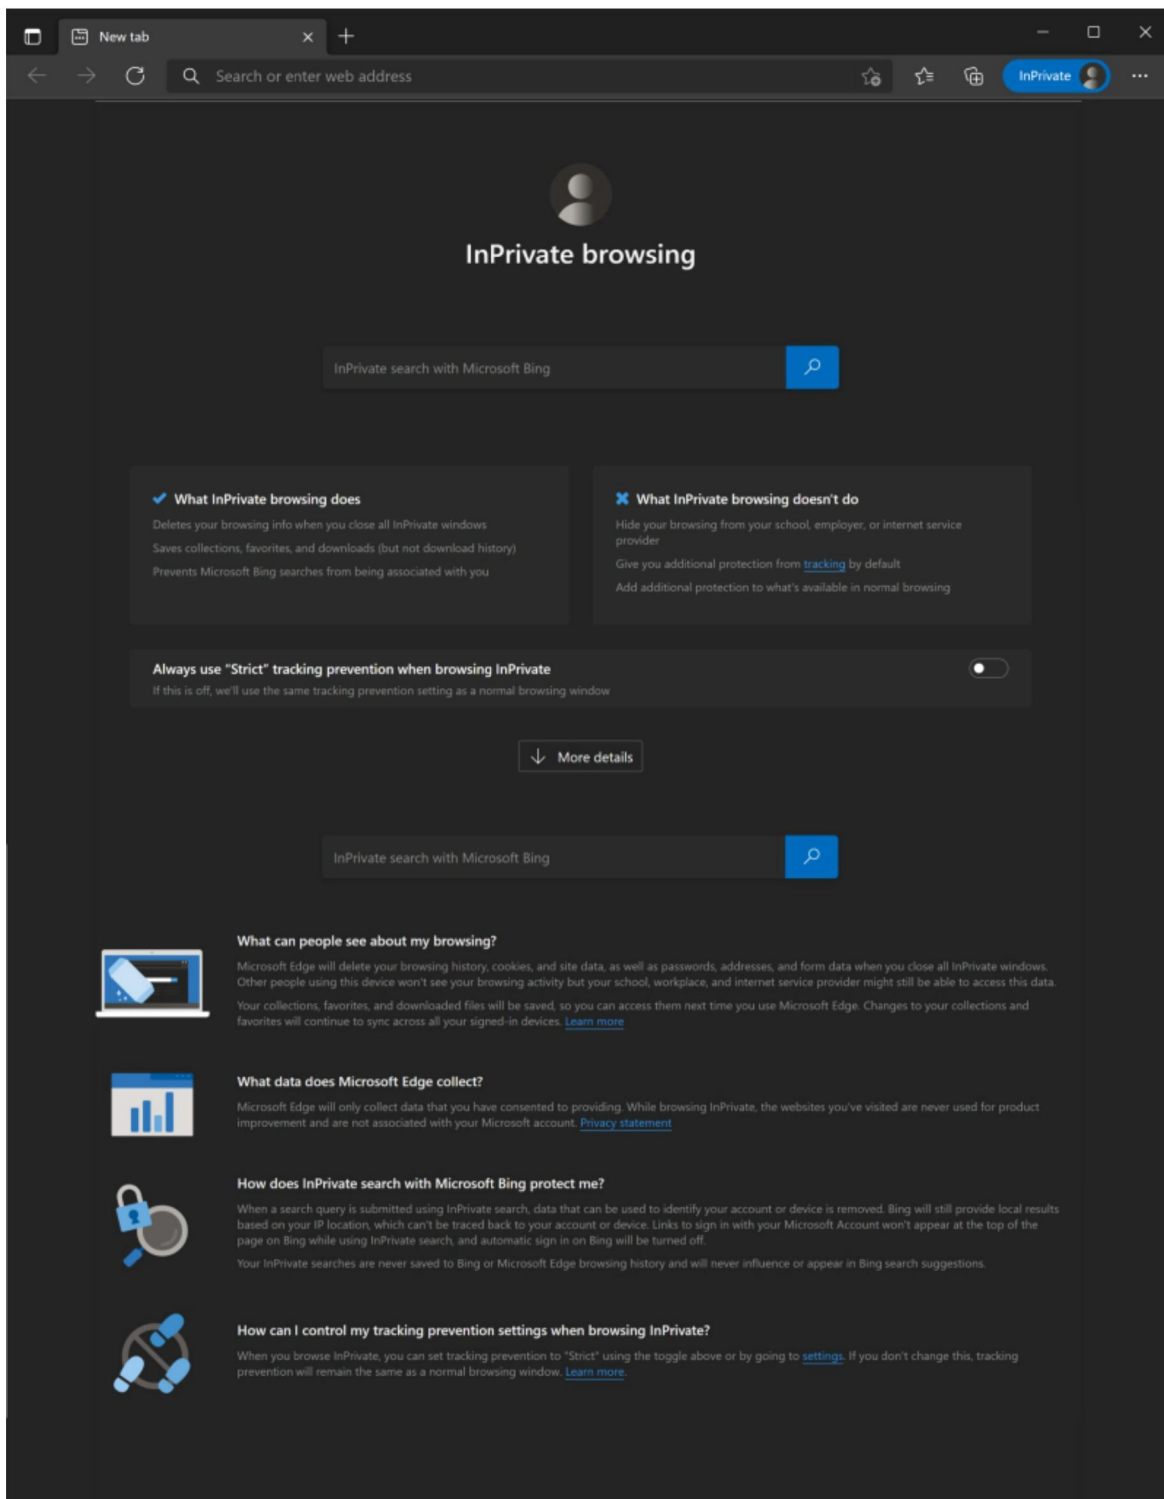 New tab
Search or enter web address
InPrivate
InPrivate browsing
InPrivate search with Microsoft Bing
What InPrivate browsing does
Deletes your browsing info when you close all InPrivate windows
Saves collections, favorites, and downloads (but not download history)
Prevents Microsoft Bing searches from being associated with you
What InPrivate browsing doesn't do
Hide your browsing from your school, employer, or internet service
provider
Give you additional protection from tracking by default
Add additional protection to what's available in normal browsing
Always use "Strict" tracking prevention when browsing InPrivate
If this is off, we'll use the same tracking prevention setting as a normal browsing window
More details
InPrivate search with Microsoft Bing
What can people see about my browsing?
Microsoft Edge will delete your browsing history, cookies, and site data, as well as passwords, addresses, and form data when you close all InPrivate windows.
Other people using this device won't see your browsing activity but your school, workplace, and internet service provider might still be able to access this data.
Your collections, favorites, and downloaded files will be saved, so you can access them next time you use Microsoft Edge. Changes to your collections and
favorites will continue to sync across all your signed-in devices. Learn more
What data does Microsoft Edge collect?
Microsoft Edge will only collect data that you have consented to providing. While browsing InPrivate, the websites you've visited are never used for product
improvement and are not associated with your Microsoft account. Privacy statement
How does InPrivate search with Microsoft Bing protect me?
When a search query is submitted using InPrivate search, data that can be used to identify your account or device is removed. Bing will still provide local results
based on your IP location, which can't be traced back to your account or device. Links to sign in with your Microsoft Account won't appear at the top of the
page on Bing while using InPrivate search, and automatic sign in on Bing will be turned off.
Your InPrivate searches are never saved to Bing or Microsoft Edge browsing history and will never influence or appear in Bing search suggestions.
How can I control my tracking prevention settings when browsing InPrivate?
When you browse InPrivate, you can set tracking prevention to "Strict" using the toggle above or by going to settings. If you don't change this, tracking
prevention will remain the same as a normal browsing window. Learn more.